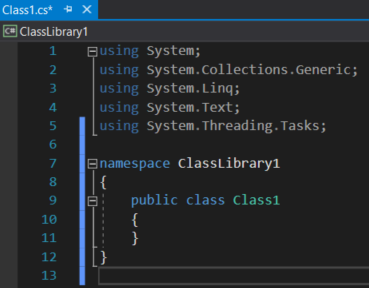 Class1.cs*
C# ClassLibrary1
1 using System;
2 using System.Collections.Generic;
3 using System.Linq;
4 using System.Text;
5 using System.Threading.Tasks;
6
7 namespace ClassLibrary1
8 {
9 public class Class1
10 {
11 }
12 }
13